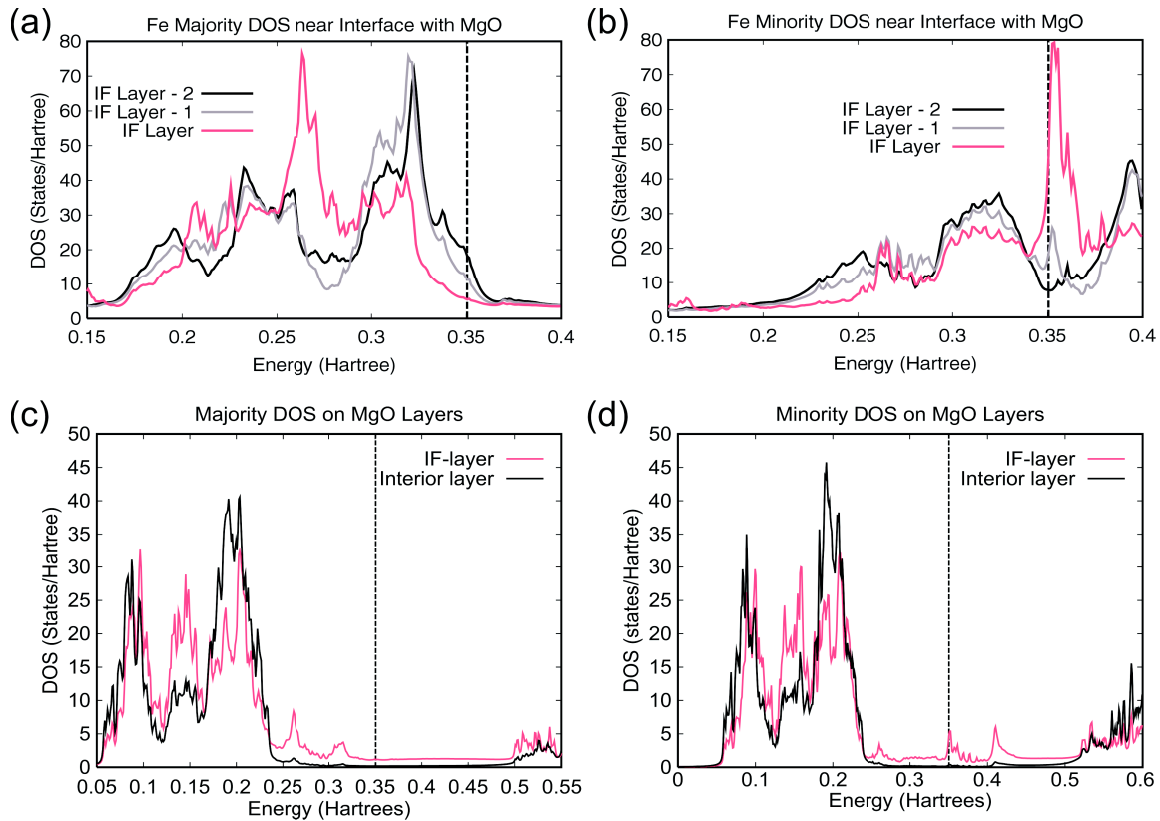 (a)
Fe Majority DOS near Interface with MgO
80
70
60
50
40
30
20
10
0
DOS (States/Hartree)
IF Layer - 2
IF Layer - 1
IF Layer
0.15 0.2 0.25 0.3 0.35 0.4
Energy (Hartree)
(b)
Fe Minority DOS near Interface with MgO
80
70
60
50
40
30
20
10
0
DOS (States/Hartree)
IF Layer - 2
IF Layer - 1
IF Layer
0.15 0.2 0.25 0.3 0.35 0.4
Energy (Hartree)
(c)
Majority DOS on MgO Layers
50
45
40
35
30
25
20
15
10
5
0
DOS (States/Hartree)
IF-layer
Interior layer
0.05 0.1 0.15 0.2 0.25 0.3 0.35 0.4 0.45 0.5 0.55
Energy (Hartrees)
(d)
Minority DOS on MgO Layers
50
45
40
35
30
25
20
15
10
5
0
DOS (states/Hartree)
IF-layer
Interior layer
0 0.1 0.2 0.3 0.4 0.5 0.6
Energy (Hartrees)